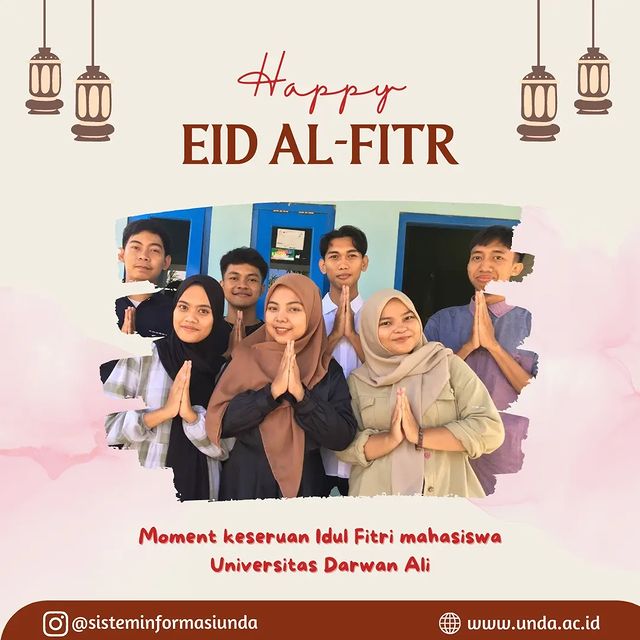 Happy
EID AL-FITR
Moment keseruan Idul Fitri mahasiswa
Universitas Darwan Ali
@sisteminformasiunda
www.unda.ac.id